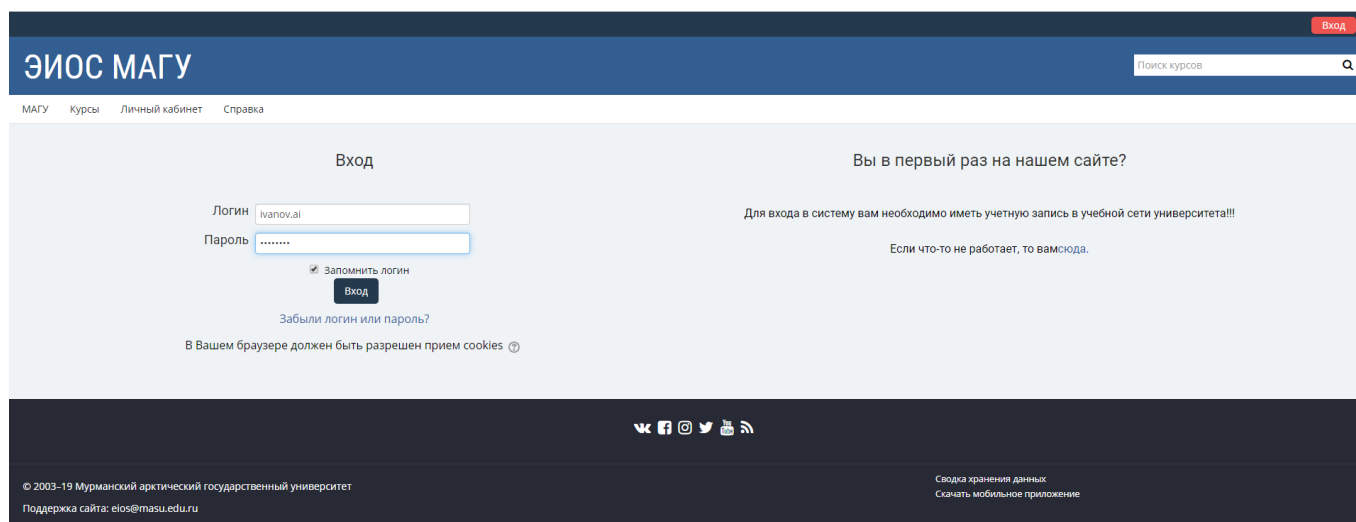 Вход
ЭИОС МАГУ
Поиск курсов
МАГУ Курсы Личный кабинет Справка
Вход
Логин ivanov.ai
Пароль ••••••••
Запомнить логин
Вход
Забыли логин или пароль?
В Вашем браузере должен быть разрешен прием cookies ?
Вы в первый раз на нашем сайте?
Для входа в систему вам необходимо иметь учетную запись в учебной сети университета!!!
Если что-то не работает, то вамсюда.
You Tube
© 2003–19 Мурманский арктический государственный университет
Поддержка сайта: eios@masu.edu.ru
Сводка хранения данных
Скачать мобильное приложение